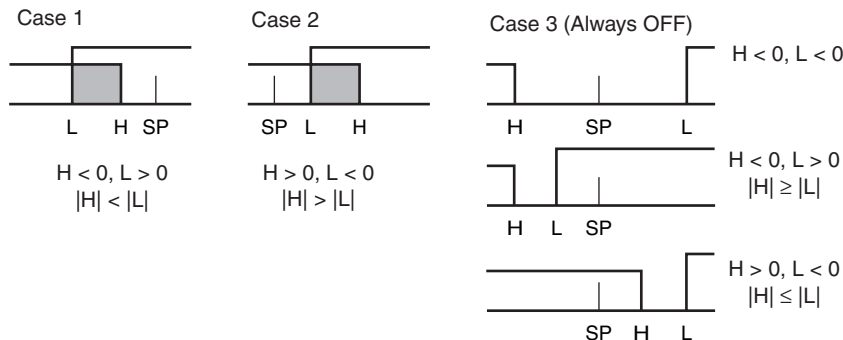 Case 1
L H SP
H < 0, L > 0
|H| < |L|
Case 2
SP L H
H > 0, L < 0
|H| > |L|
Case 3 (Always OFF)
H SP L
H < 0, L < 0
H L SP
H < 0, L > 0
|H| ≥ |L|
SP H L
H > 0, L < 0
|H| ≤ |L|